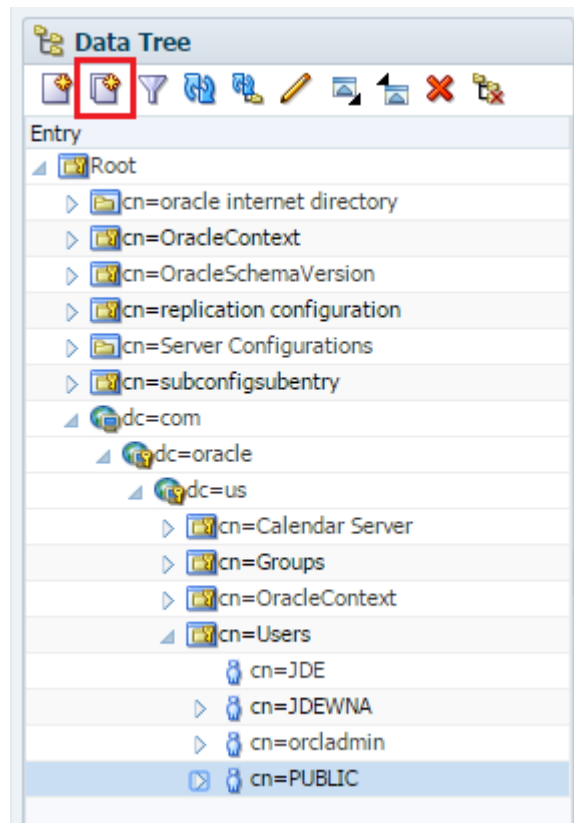 Data Tree
Entry
Root
cn=oracle internet directory
cn=OracleContext
cn=OracleSchemaVersion
cn=replication configuration
cn=Server Configurations
cn=subconfigsubentry
dc=com
dc=oracle
dc=us
cn=Calendar Server
cn=Groups
cn=OracleContext
cn=Users
cn=JDE
cn=JDEWNA
cn=orcladmin
cn=PUBLIC